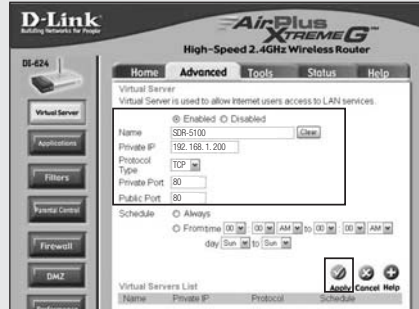 D-Link
Building Networks for People
AirPlus
XTREME G
High-Speed 2.4GHz Wireless Router
DI-624
Home Advanced Tools Status Help
Virtual Server
Virtual Server is used to allow Internet users access to LAN services.
Virtual Server
Enabled Disabled
Name SDR-5100 Clear
Private IP 192.168.1.200
Protocol Type TCP
Private Port 80
Public Port 80
Schedule Always
From time 00 : 00 AM to 00 : 00 AM
day Sun to Sun
Applications
Filters
Parental Control
Firewall
DMZ
Performance
Apply Cancel Help
Virtual Servers List
Name Private IP Protocol Schedule